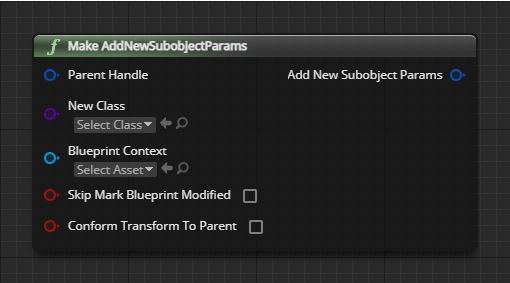 Make AddNewSubobjectParams
Parent Handle
Add New Subobject Params
New Class
Select Class
Blueprint Context
Select Asset
Skip Mark Blueprint Modified
Conform Transform To Parent